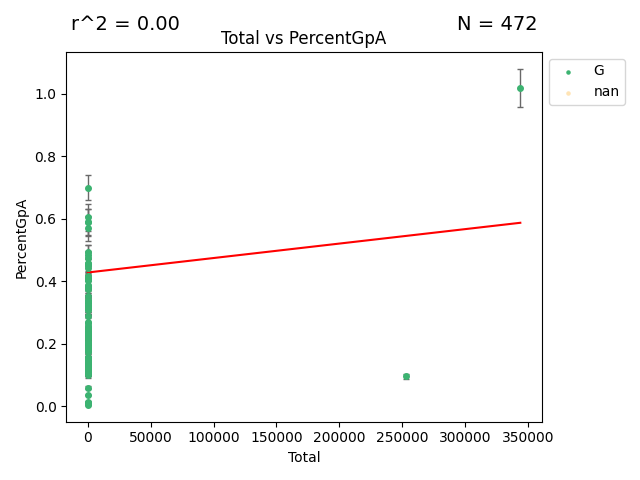 r^2 = 0.00
N = 472
Total vs PercentGpA
G
nan
PercentGpA
1.0
0.8
0.6
0.4
0.2
0.0
0
50000
100000
150000
200000
250000
300000
350000
Total